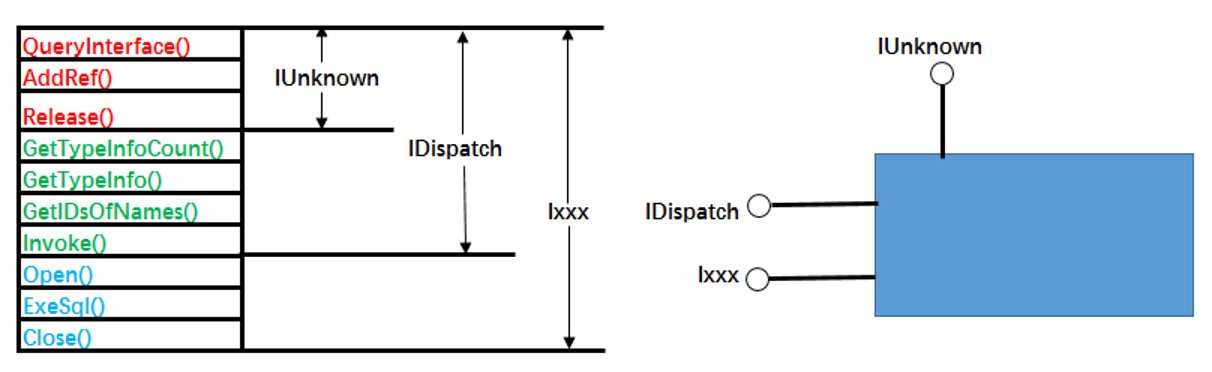 QueryInterface()
AddRef()
Release()
GetTypeInfoCount()
GetTypeInfo()
GetIDsOfNames()
Invoke()
Open()
ExeSql()
Close()
IUnknown
IDispatch
Ixxx
IUnknown
IDispatch
Ixxx